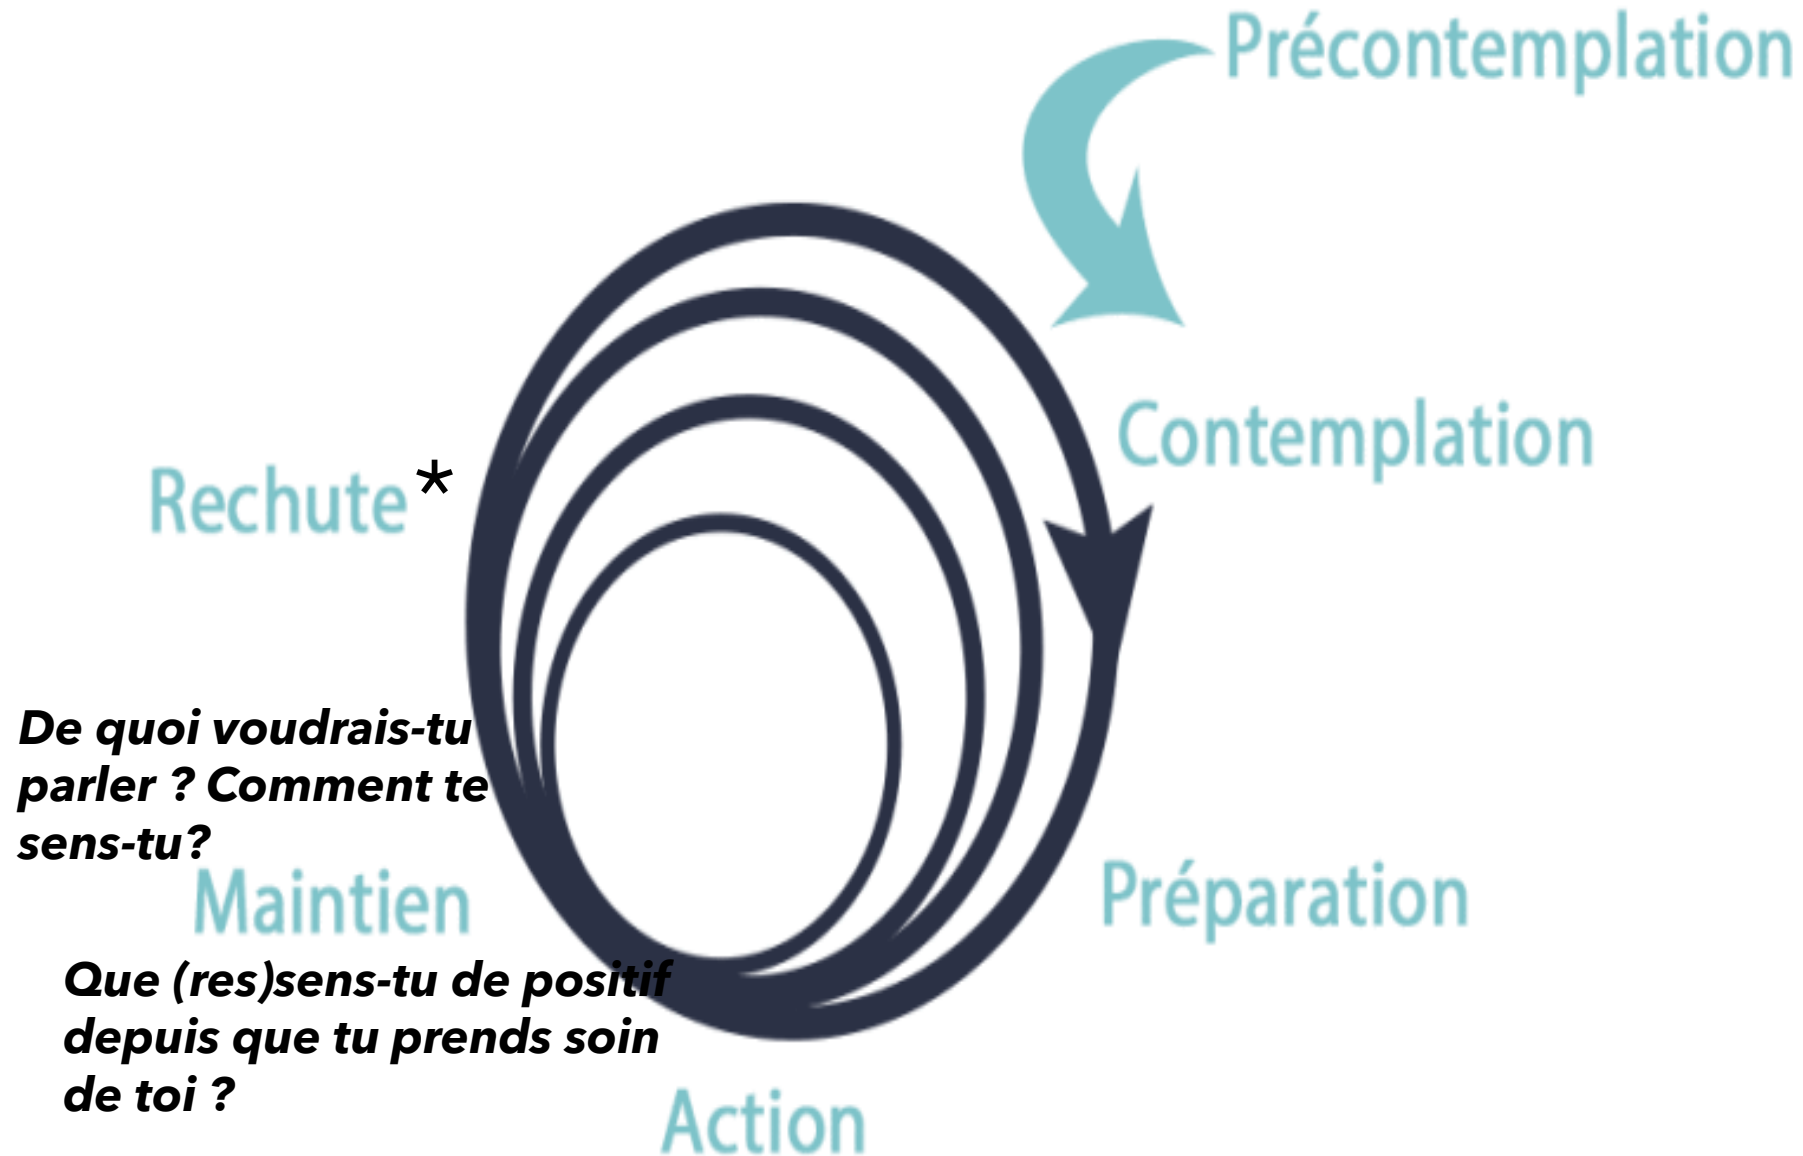 Précontemplation
Contemplation
Rechute*
De quoi voudrais-tu
parler ? Comment te
sens-tu?
Maintien
Préparation
Que (res)sens-tu de positif
depuis que tu prends soin
de toi ?
Action